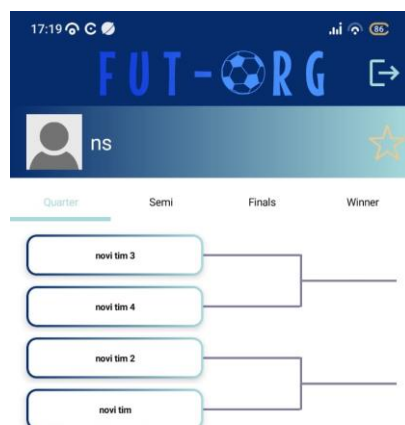 17:19 86
FUT-ORG
ns
Quarter Semi Finals Winner
novi tim 3
novi tim 4
novi tim 2
novi tim